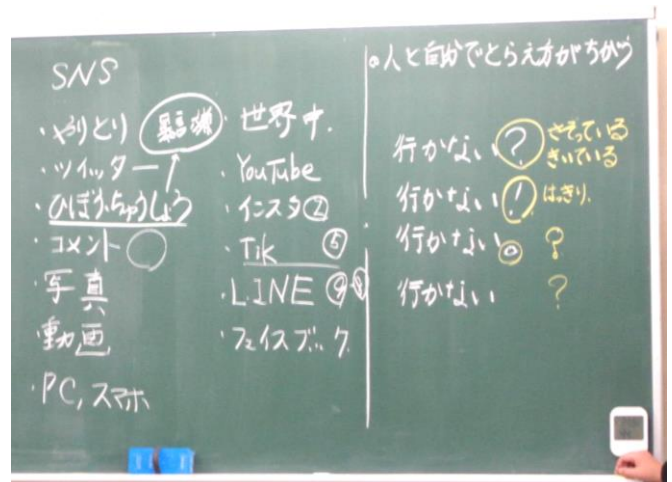 SNS
・やりとり
・ツイッター
・ひぼうちゅうしょう
・コメント
・写真
動画
・PC,スマホ
・世界中.
・YouTube
・インスタ②
・Tik ⑤
・LINE
・フェイスブック
。人と自分でとらえ方がちがう
行かない? さそっている
きいている
行かない! はっきり.
行かない。 ?
行かない ?